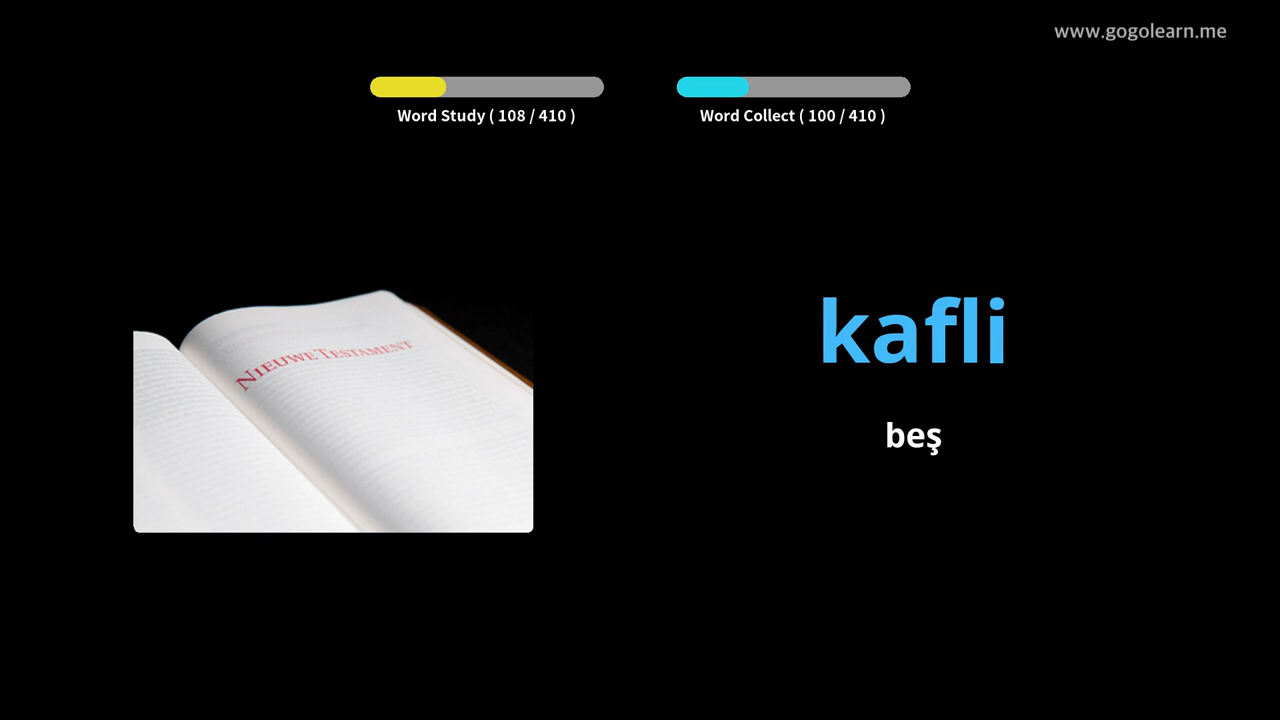 www.gogolearn.me
Word Study ( 108 / 410 )
Word Collect ( 100 / 410 )
NIEUWE TESTAMENT
kafli
beş